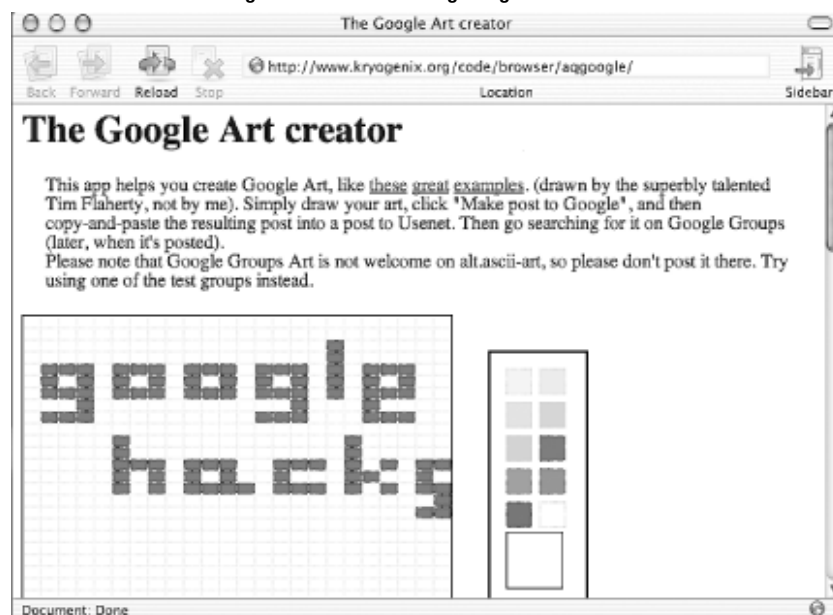 The Google Art creator
http://www.kryogenix.org/code/browser/aqgoogle/
Back Forward Reload Stop Location Sidebar
The Google Art creator
This app helps you create Google Art, like these great examples. (drawn by the superbly talented
Tim Flaherty, not by me). Simply draw your art, click "Make post to Google", and then
copy-and-paste the resulting post into a post to Usenet. Then go searching for it on Google Groups
(later, when it's posted).
Please note that Google Groups Art is not welcome on alt.ascii-art, so please don't post it there. Try
using one of the test groups instead.
google
hacks
Document: Done